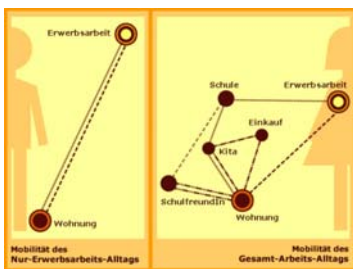 Erwerbsarbeit
Wohnung
Mobilität des
Nur-Erwerbsarbeits-Alltags
Schule
Erwerbsarbeit
Einkauf
Kita
SchulfreundIn
Wohnung
Mobilität des
Gesamt-Arbeits-Alltags